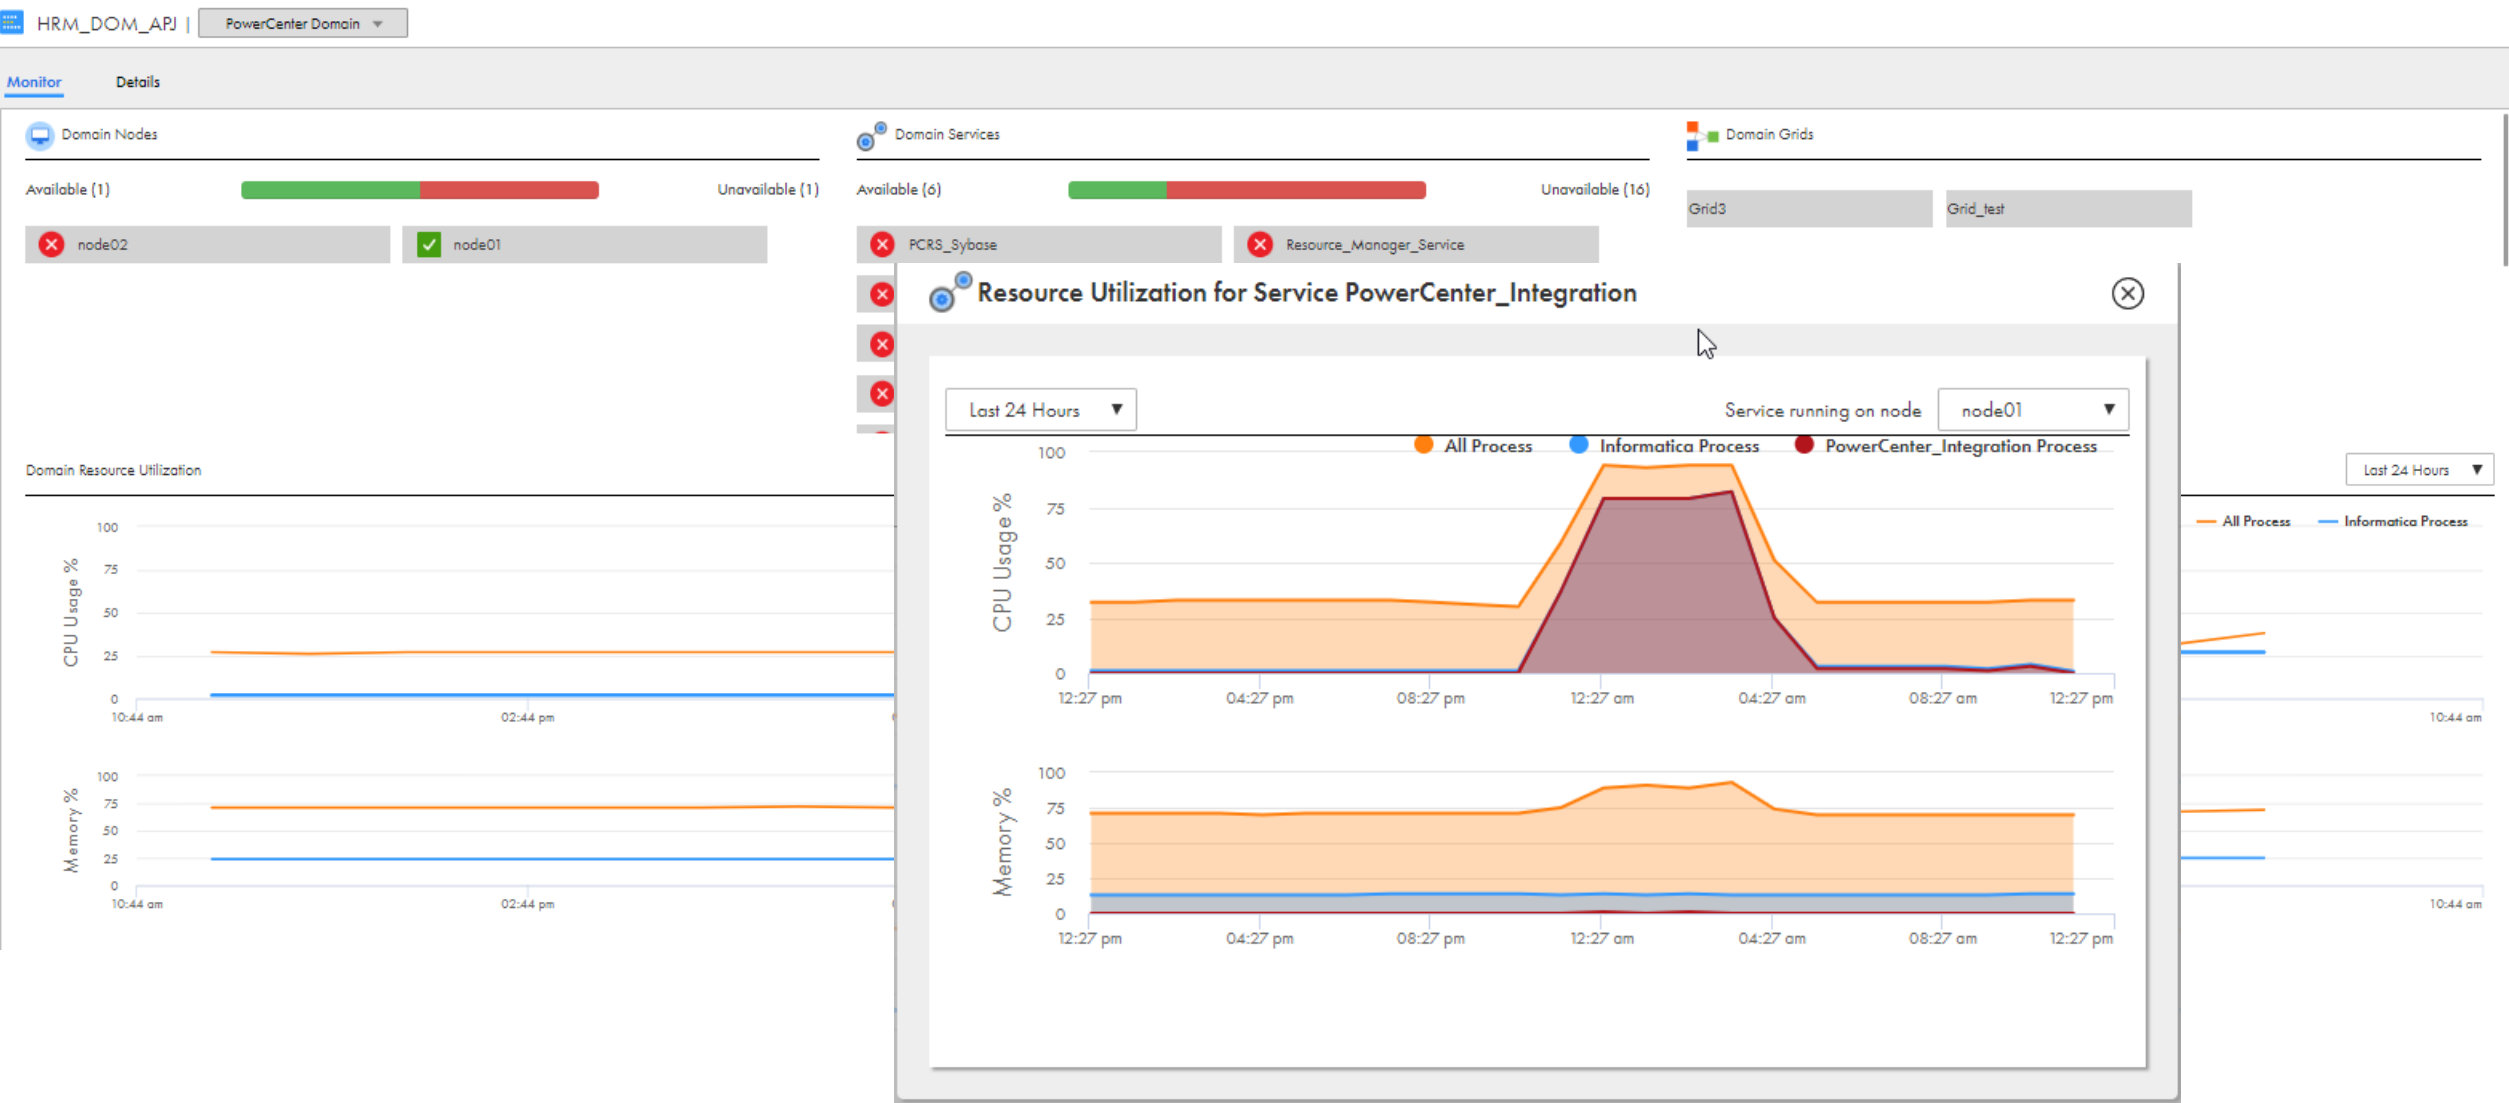 HRM_DOM_APJ | PowerCenter Domain
Monitor Details
Domain Nodes
Available (1) Unavailable (1)
node02 node01
Domain Services
Available (6) Unavailable (16)
PCRS_Sybase Resource_Manager_Service
Domain Grids
Grid3 Grid_test
Resource Utilization for Service PowerCenter_Integration
Last 24 Hours Service running on node node01
All Process Informatica Process PowerCenter_Integration Process
CPU Usage %
100
75
50
25
0
12:27 pm 04:27 pm 08:27 pm 12:27 am 04:27 am 08:27 am 12:27 pm
Memory %
100
75
50
25
0
12:27 pm 04:27 pm 08:27 pm 12:27 am 04:27 am 08:27 am 12:27 pm
Domain Resource Utilization
Last 24 Hours
All Process Informatica Process
CPU Usage %
100
75
50
25
0
10:44 am 02:44 pm 10:44 am
Memory %
100
75
50
25
0
10:44 am 02:44 pm 10:44 am